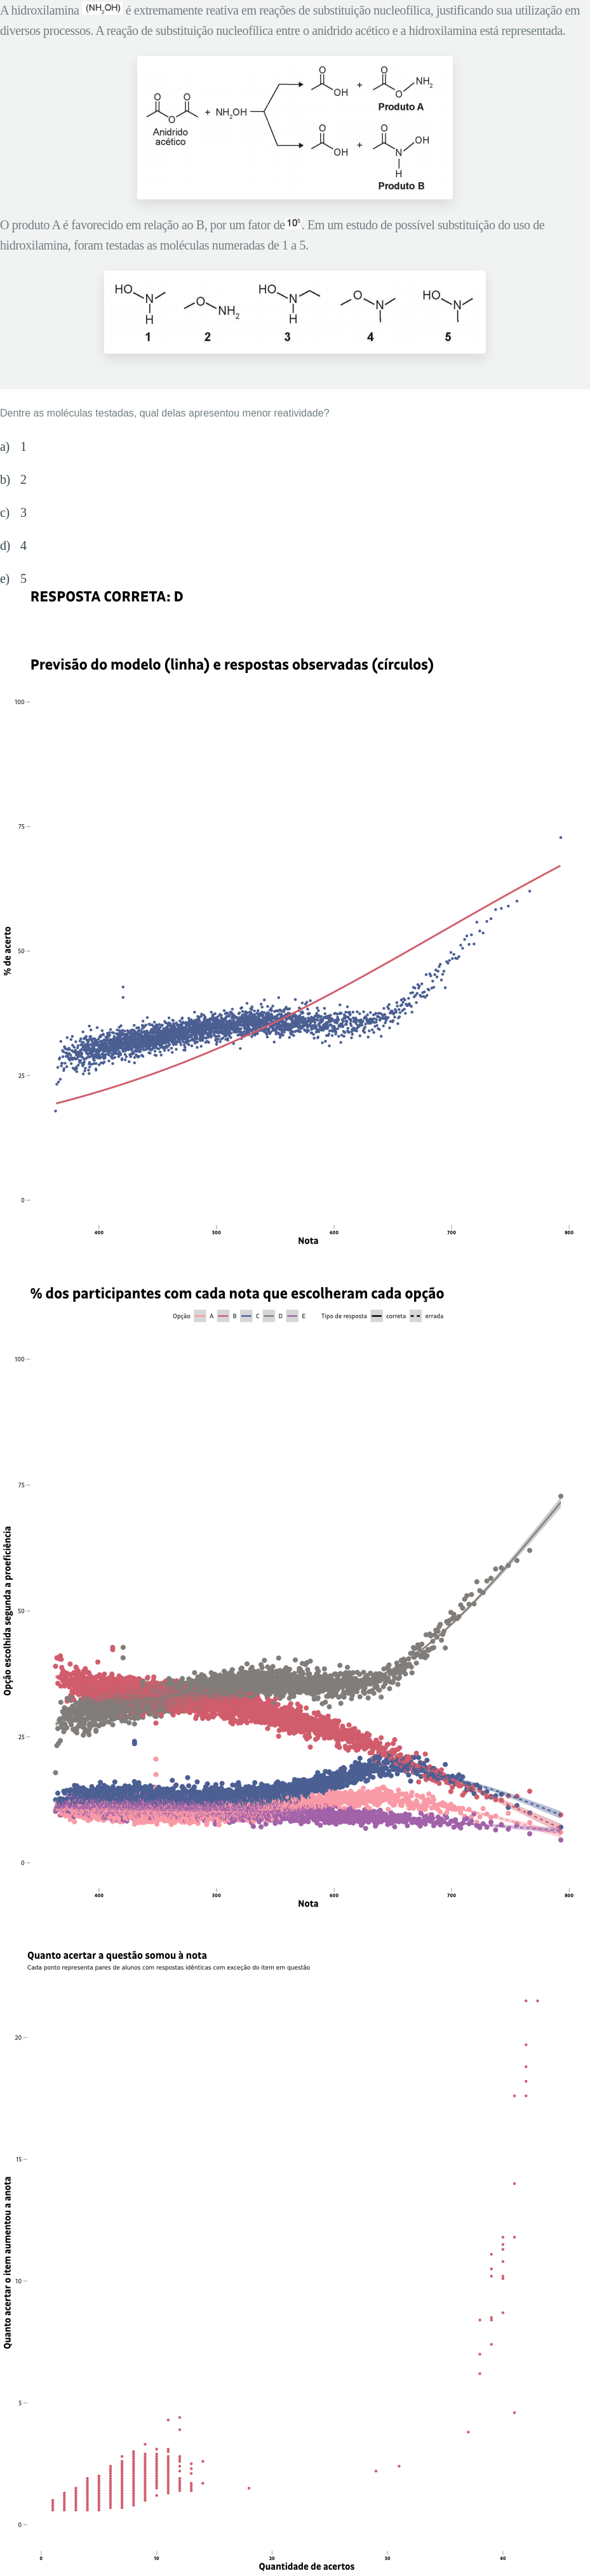 A hidroxilamina (NH₂OH) é extremamente reativa em reações de substituição nucleofílica, justificando sua utilização em
diversos processos. A reação de substituição nucleofílica entre o anidrido acético e a hidroxilamina está representada.
O
O
O
Anidrido
acético
+ NH₂OH
O
OH
+
O
O
NH₂
Produto A
O
OH
+
O
N
OH
H
Produto B
O produto A é favorecido em relação ao B, por um fator de 10⁵. Em um estudo de possível substituição do uso de
hidroxilamina, foram testadas as moléculas numeradas de 1 a 5.
HO
N
H
1
O
NH₂
2
HO
N
H
3
O
N
4
HO
N
5
Dentre as moléculas testadas, qual delas apresentou menor reatividade?
a) 1
b) 2
c) 3
d) 4
e) 5
RESPOSTA CORRETA: D
Previsão do modelo (linha) e respostas observadas (círculos)
% de acerto
100
75
50
25
0
400
500
600
700
800
Nota
% dos participantes com cada nota que escolheram cada opção
Opção A B C D E Tipo de resposta correta errada
Opção escolhida segunda a proeficiência
100
75
50
25
0
400
500
600
700
800
Nota
Quanto acertar a questão somou à nota
Cada ponto representa pares de alunos com respostas idênticas com exceção do item em questão
Quanto acertar o item aumentou a anota
20
15
10
5
0
0
10
20
30
40
Quantidade de acertos